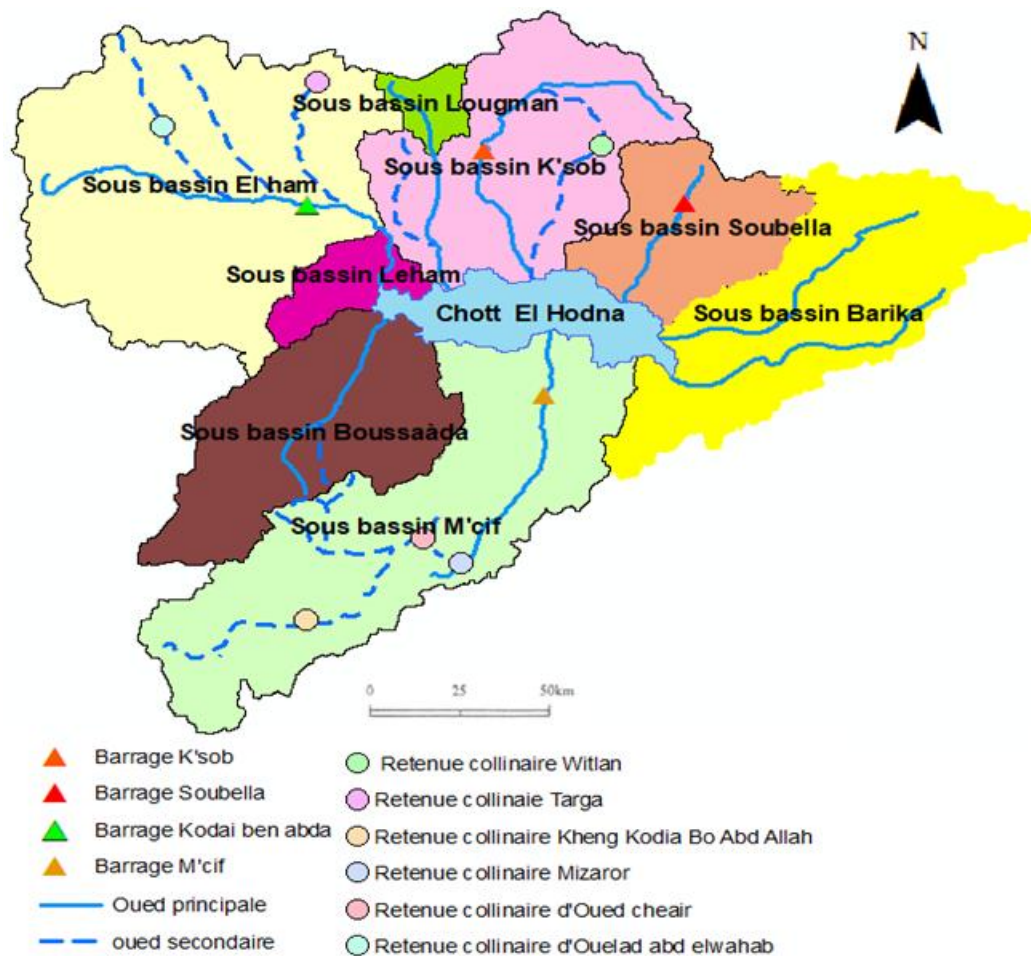 N
Sous bassin Lougman
Sous bassin K'sob
Sous bassin El ham
Sous bassin Soubella
Sous bassin Leham
Chott El Hodna
Sous bassin Barika
Sous bassin Boussaàda
Sous bassin M'cif
0 25 50km
Barrage K'sob
Barrage Soubella
Barrage Kodai ben abda
Barrage M'cif
Oued principale
oued secondaire
Retenue collinaire Witlan
Retenue collinaie Targa
Retenue collinaire Kheng Kodia Bo Abd Allah
Retenue collinaire Mizaror
Retenue collinaire d'Oued cheair
Retenue collinaire d'Ouelad abd elwahab